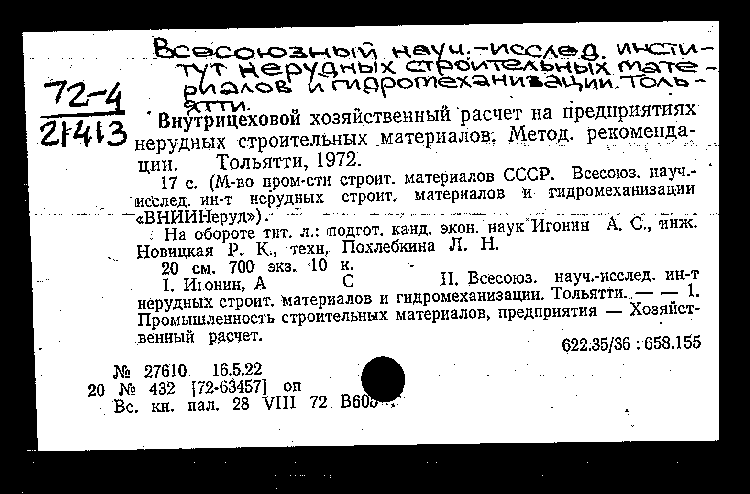 Всесоюзный науч.-исслед. инсти-
тут нерудных строительных мате-
риалов и гидромеханизации. Толь-
ятти.
72-4
21413
Внутрицеховой хозяйственный расчет на предприятиях
нерудных строительных материалов. Метод. рекоменда-
ции. Тольятти, 1972.
17 с. (М-во пром-сти строит. материалов СССР. Всесоюз. науч.-
исслед. ин-т нерудных строит. материалов и гидромеханизации
«ВНИИНеруд»).
На обороте тит. л.: подгот. канд. экон. наук Игонин А. С., инж.
Новицкая Р. К., техн. Похлебкина Л. Н.
20 см. 700 экз. 10 к.
I. Игонин, А С II. Всесоюз. науч.-исслед. ин-т
нерудных строит. материалов и гидромеханизации. Тольятти. — — 1.
Промышленность строительных материалов, предприятия — Хозяйст-
венный расчет.
622.35/36 : 658.155
№ 27610 16.5.22
20 № 432 [72-63457] оп
Вс. кн. пал. 28 VIII 72